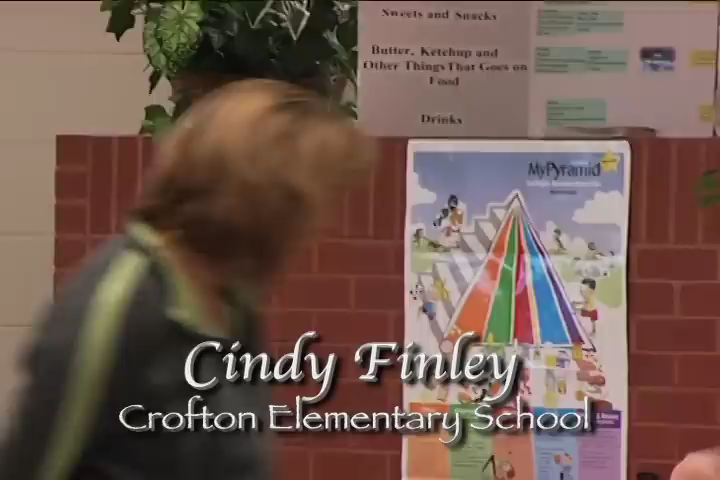 Sweets and Snacks
Butter, Ketchup and
Other Things That Goes on
Food
Drinks
MyPyramid
Cindy Finley
Crofton Elementary School